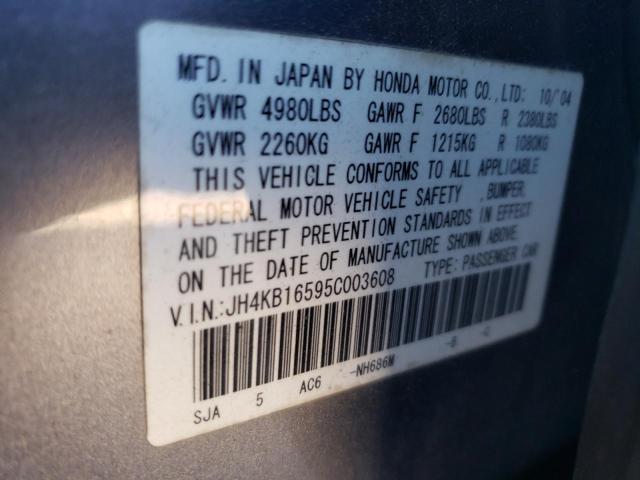 MFD. IN JAPAN BY HONDA MOTOR CO., LTD: 10/'04
GVWR 4980LBS GAWR F 2680LBS R 2380LBS
GVWR 2260KG GAWR F 1215KG R 1080KG
THIS VEHICLE CONFORMS TO ALL APPLICABLE
FEDERAL MOTOR VEHICLE SAFETY , BUMPER,
AND THEFT PREVENTION STANDARDS IN EFFECT
ON THE DATE OF MANUFACTURE SHOWN ABOVE.
V.I.N.:JH4KB16595C003608 TYPE: PASSENGER CAR
SJA 5 AC6 -NH686M -B -C